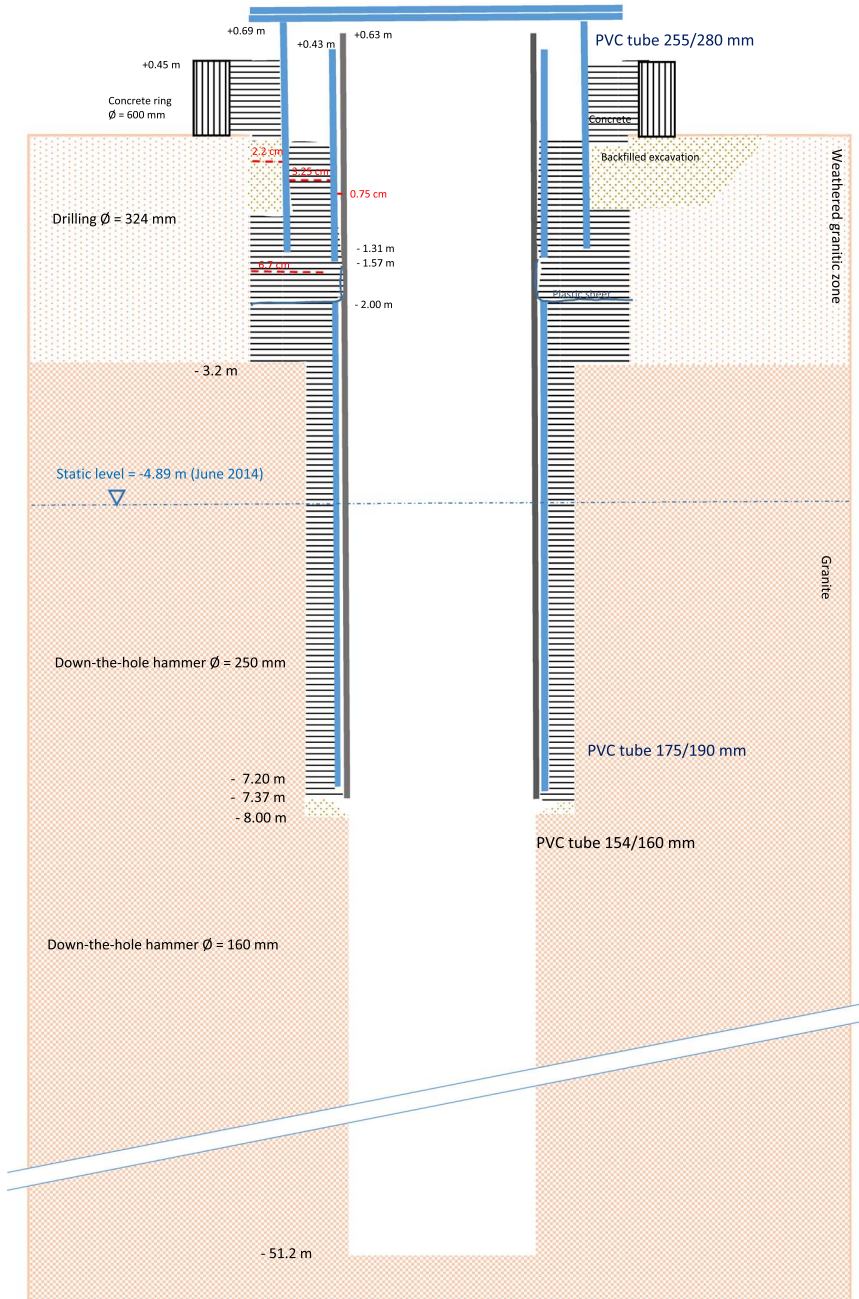 +0.69 m
+0.63 m
+0.43 m
PVC tube 255/280 mm
+0.45 m
Concrete ring
Ø = 600 mm
Concrete
2.2 cm
Backfilled excavation
3.25 cm
0.75 cm
Drilling Ø = 324 mm
Weathered granitic zone
- 1.31 m
- 1.57 m
6.7 cm
Plastic sheet
- 2.00 m
- 3.2 m
Static level = -4.89 m (June 2014)
Granite
Down-the-hole hammer Ø = 250 mm
PVC tube 175/190 mm
- 7.20 m
- 7.37 m
- 8.00 m
PVC tube 154/160 mm
Down-the-hole hammer Ø = 160 mm
- 51.2 m